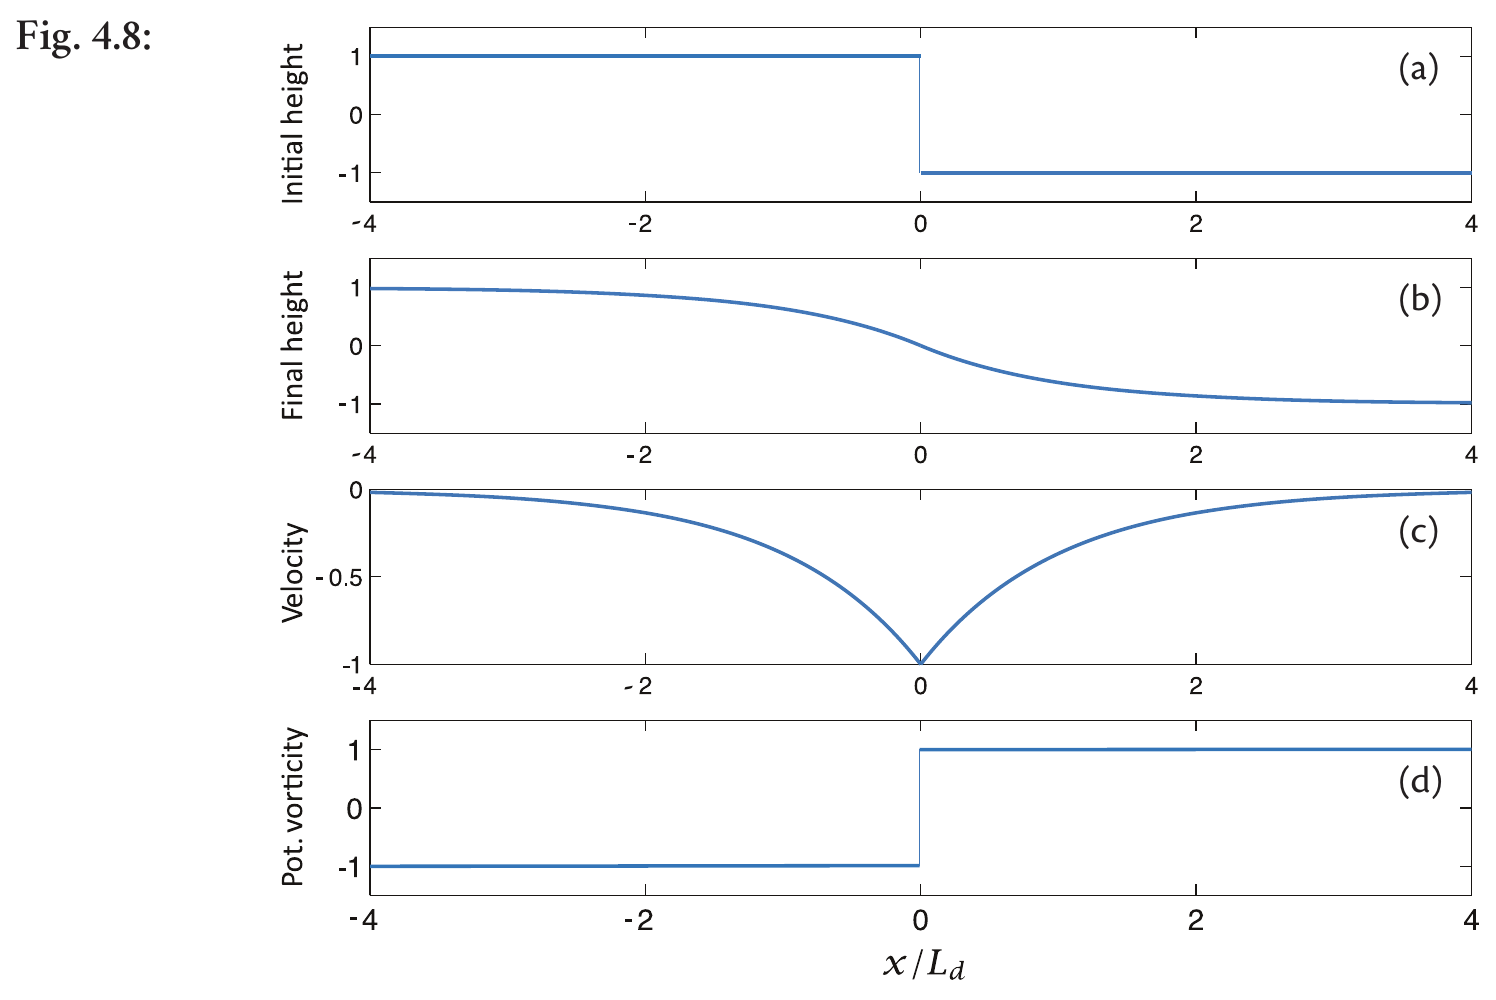 Fig. 4.8:
Initial height
1
0
-1
(a)
-4 -2 0 2 4
Final height
1
0
-1
(b)
-4 -2 0 2 4
Velocity
0
-0.5
-1
(c)
-4 -2 0 2 4
Pot. vorticity
1
0
-1
(d)
-4 -2 0 2 4
x/L_d